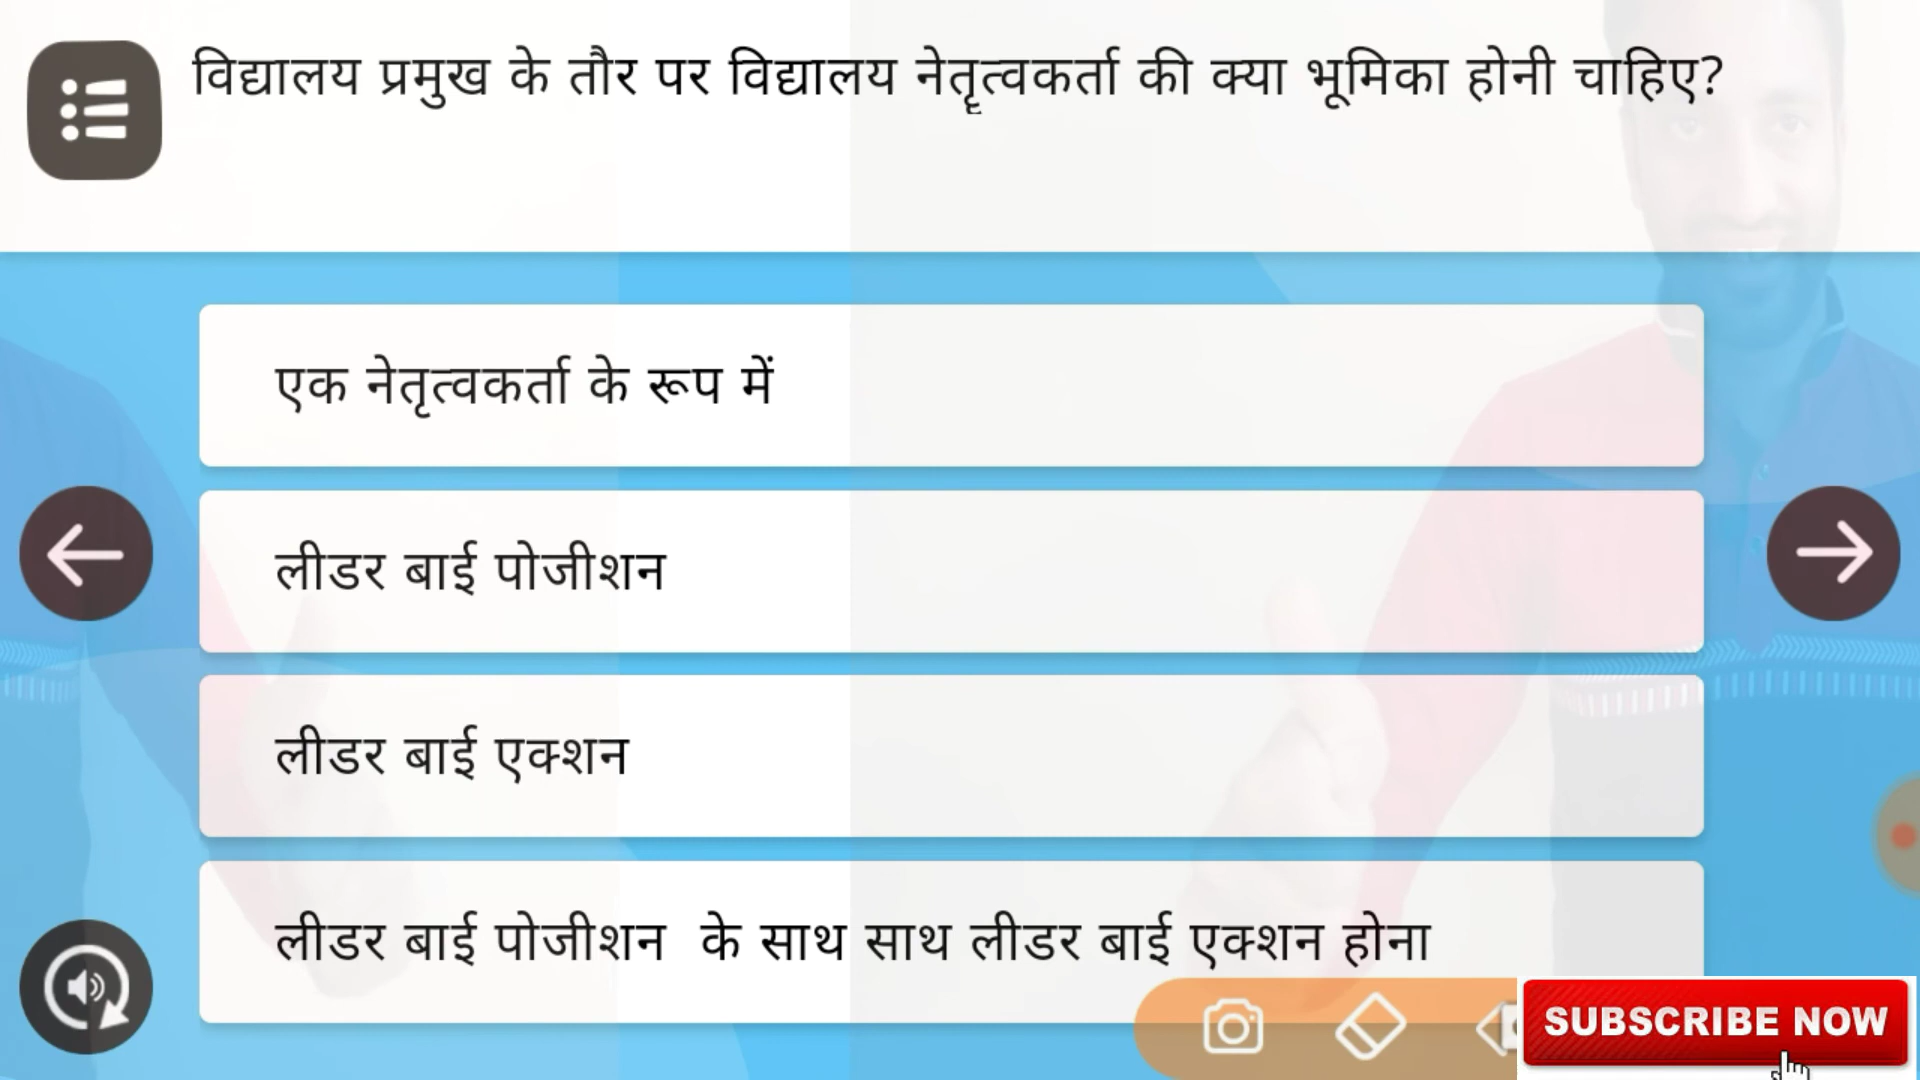 विद्यालय प्रमुख के तौर पर विद्यालय नेतृत्वकर्ता की क्या भूमिका होनी चाहिए?
एक नेतृत्वकर्ता के रूप में
लीडर बाई पोजीशन
लीडर बाई एक्शन
लीडर बाई पोजीशन के साथ साथ लीडर बाई एक्शन होना
SUBSCRIBE NOW